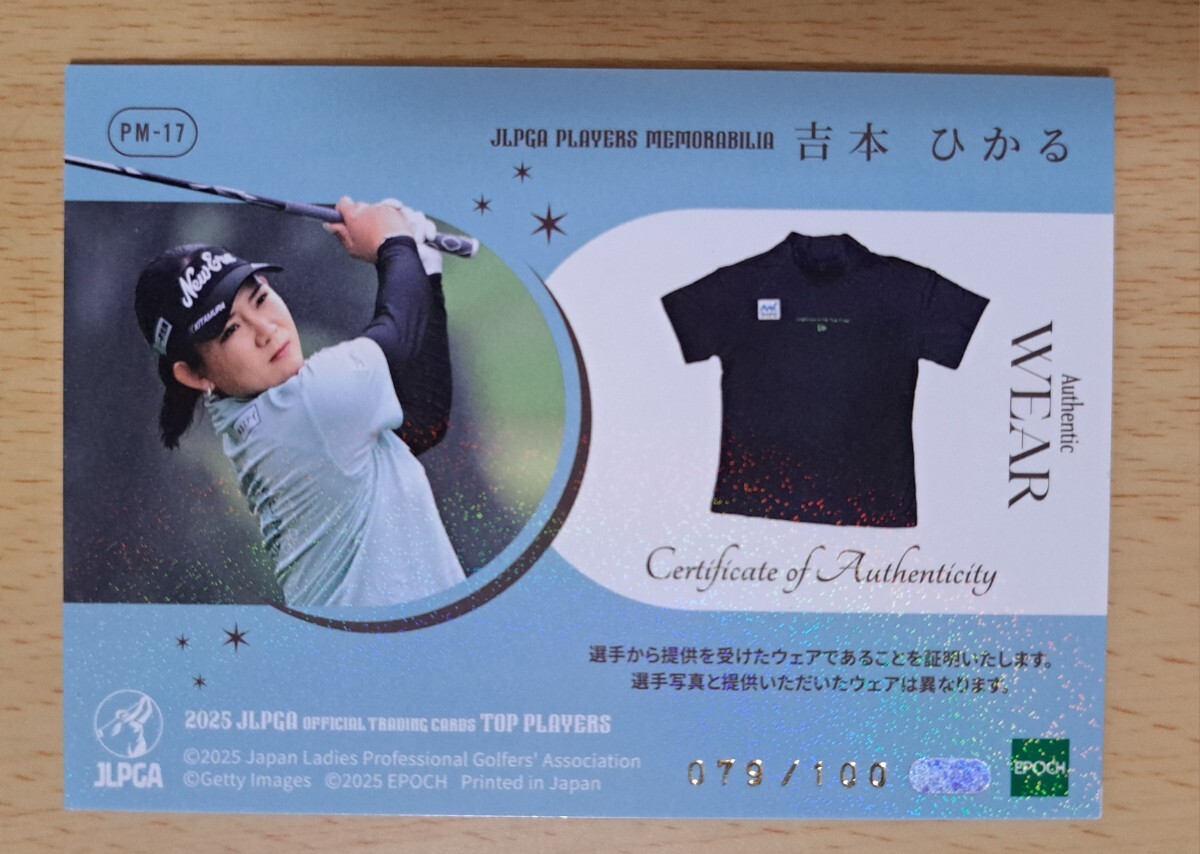 PM-17
JLPGA PLAYERS MEMORABILIA 吉本 ひかる
New Era
KITAMURA
Authentic
WEAR
Certificate of Authenticity
選手から提供を受けたウェアであることを証明いたします。
選手写真と提供いただいたウェアは異なります。
2025 JLPGA OFFICIAL TRADING CARDS TOP PLAYERS
©2025 Japan Ladies Professional Golfers' Association
©Getty Images ©2025 EPOCH Printed in Japan
JLPGA
079/100
EPOCH